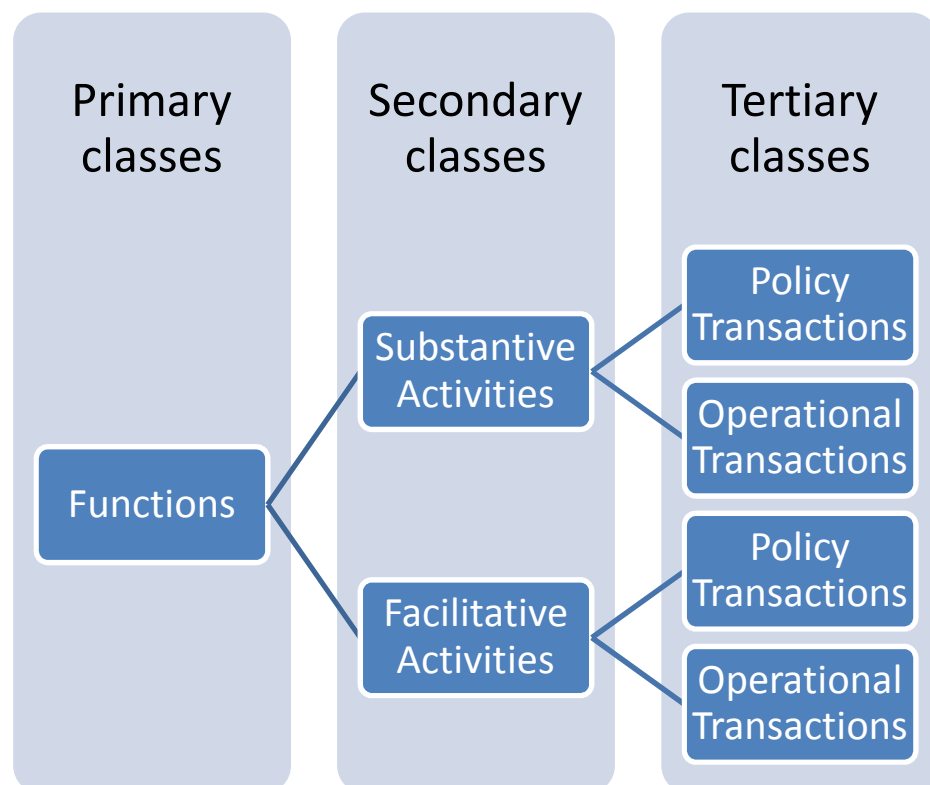 Primary
classes
Secondary
classes
Tertiary
classes
Functions
Substantive
Activities
Facilitative
Activities
Policy
Transactions
Operational
Transactions
Policy
Transactions
Operational
Transactions